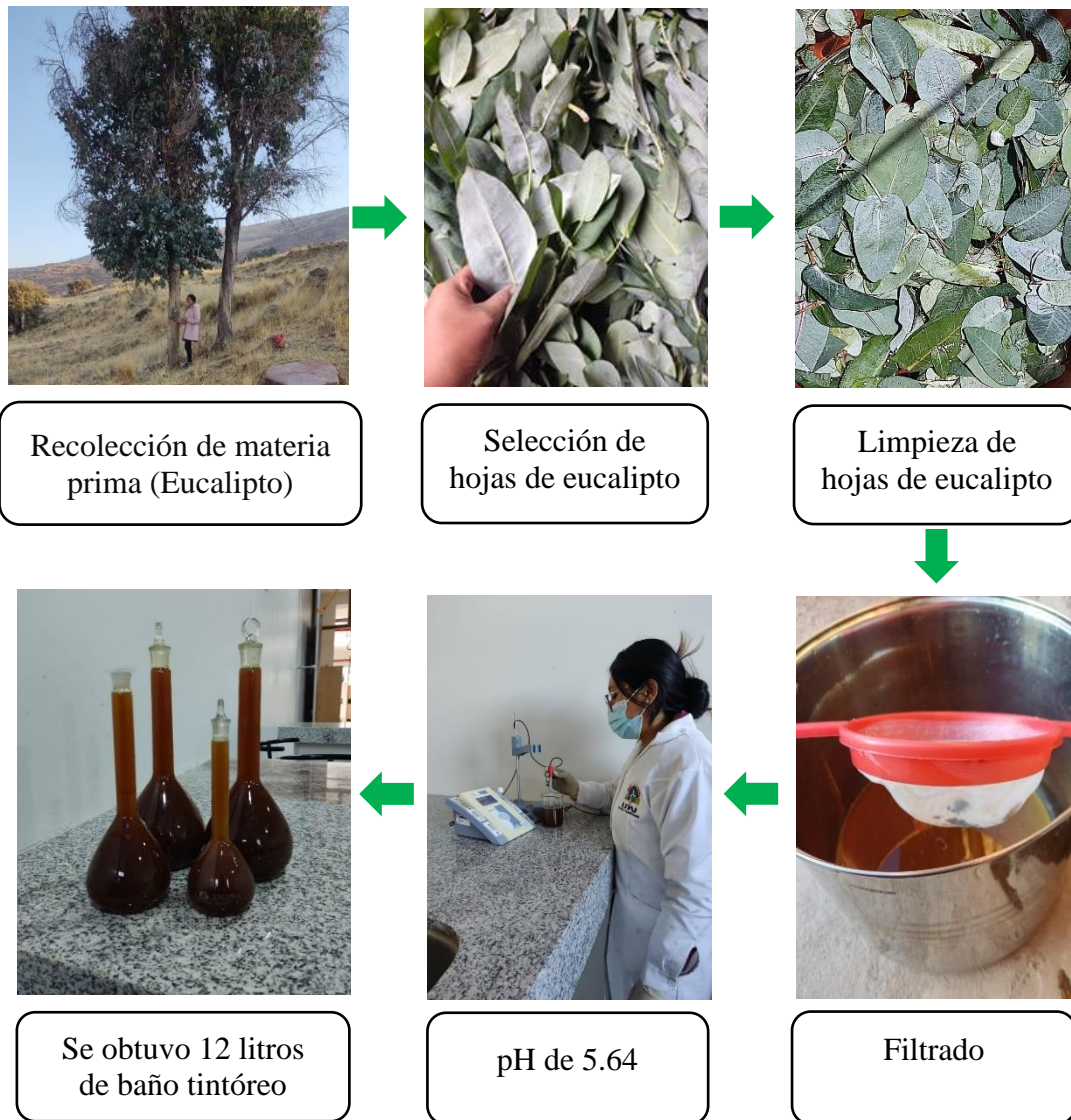 Recolección de materia
prima (Eucalipto)
Selección de
hojas de eucalipto
Limpieza de
hojas de eucalipto
Filtrado
pH de 5.64
Se obtuvo 12 litros
de baño tintóreo